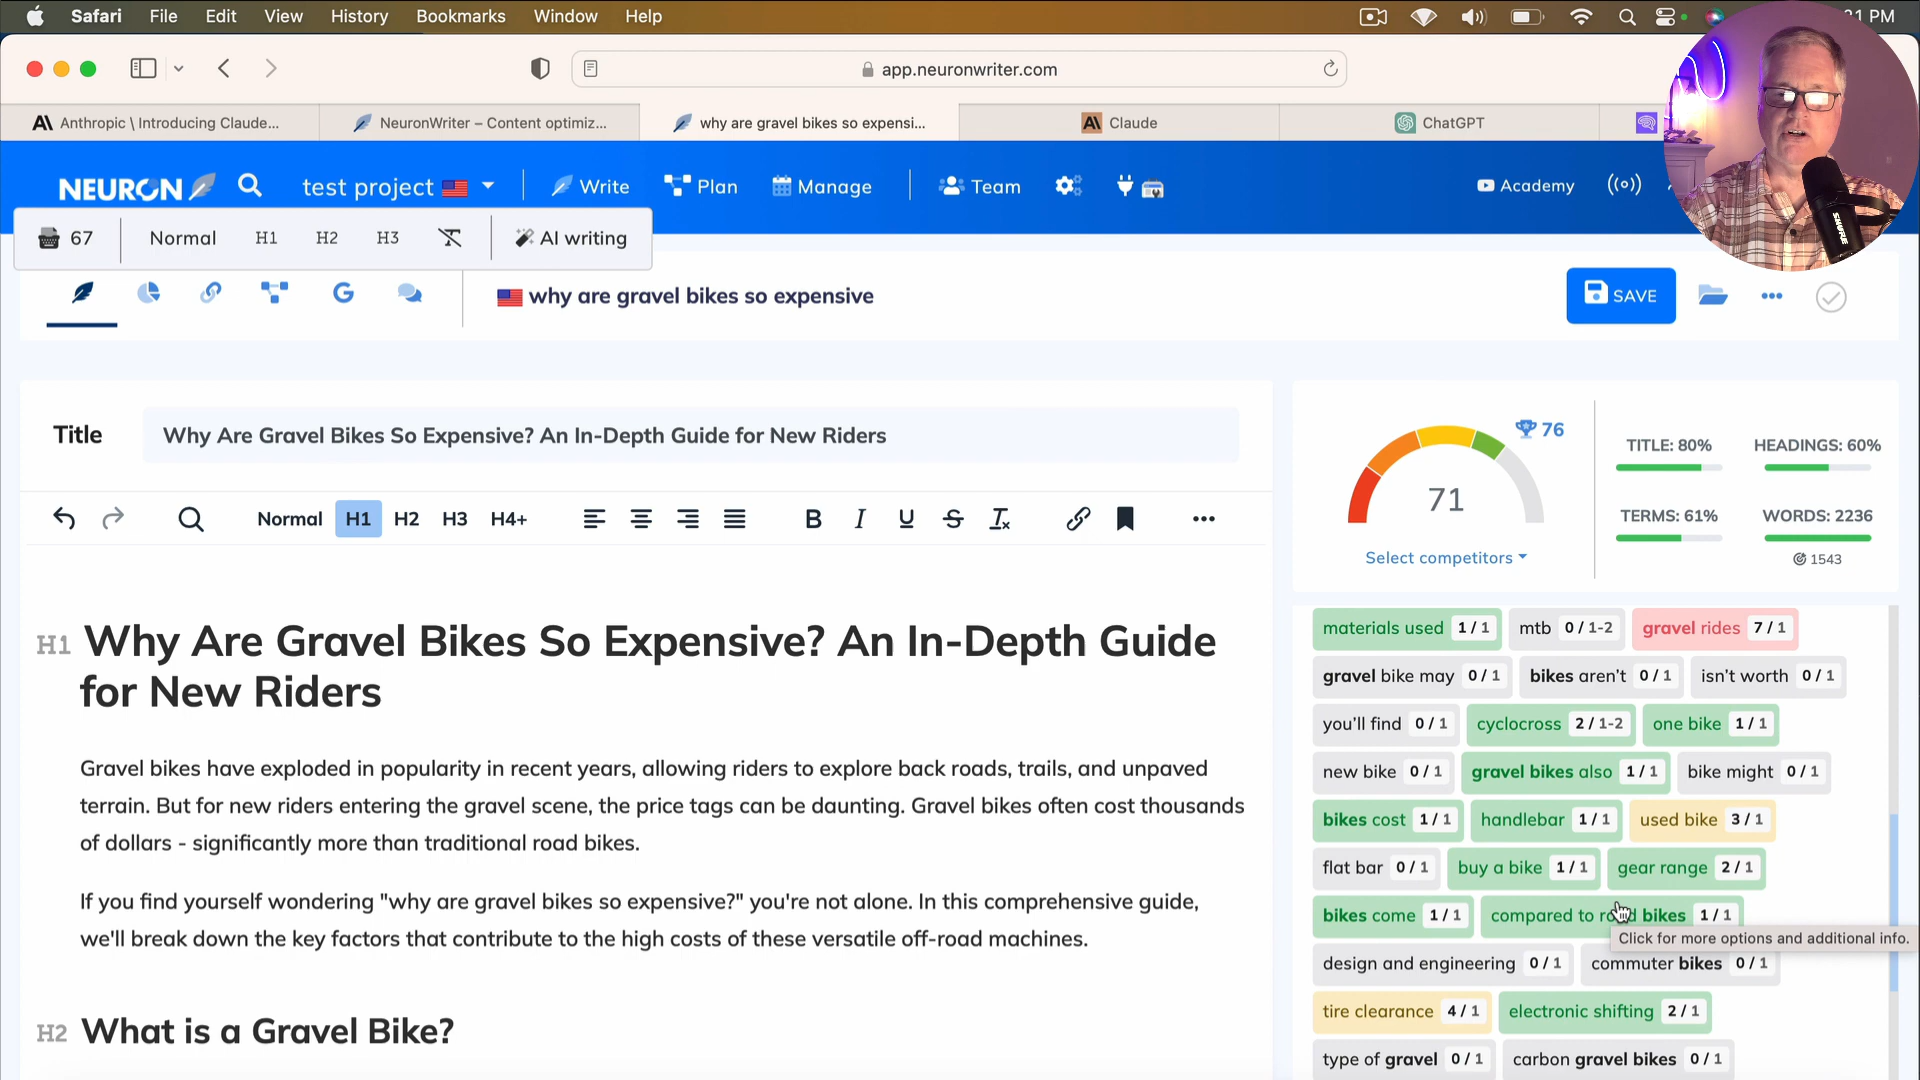 Safari File Edit View History Bookmarks Window Help
1 PM
app.neuronwriter.com
Anthropic \ Introducing Claude...
NeuronWriter – Content optimiz...
why are gravel bikes so expensi...
Claude
ChatGPT
NEURON
test project
Write
Plan
Manage
Team
Academy
67 Normal H1 H2 H3 AI writing
why are gravel bikes so expensive
SAVE
Title Why Are Gravel Bikes So Expensive? An In-Depth Guide for New Riders
Normal H1 H2 H3 H4+ B I U S
H1 Why Are Gravel Bikes So Expensive? An In-Depth Guide
for New Riders
Gravel bikes have exploded in popularity in recent years, allowing riders to explore back roads, trails, and unpaved
terrain. But for new riders entering the gravel scene, the price tags can be daunting. Gravel bikes often cost thousands
of dollars - significantly more than traditional road bikes.
If you find yourself wondering "why are gravel bikes so expensive?" you're not alone. In this comprehensive guide,
we'll break down the key factors that contribute to the high costs of these versatile off-road machines.
H2 What is a Gravel Bike?
76
71
Select competitors
TITLE: 80% HEADINGS: 60%
TERMS: 61% WORDS: 2236
1543
materials used 1 / 1 mtb 0 / 1-2 gravel rides 7 / 1
gravel bike may 0 / 1 bikes aren't 0 / 1 isn't worth 0 / 1
you'll find 0 / 1 cyclocross 2 / 1-2 one bike 1 / 1
new bike 0 / 1 gravel bikes also 1 / 1 bike might 0 / 1
bikes cost 1 / 1 handlebar 1 / 1 used bike 3 / 1
flat bar 0 / 1 buy a bike 1 / 1 gear range 2 / 1
bikes come 1 / 1 compared to road bikes 1 / 1
Click for more options and additional info.
design and engineering 0 / 1 commuter bikes 0 / 1
tire clearance 4 / 1 electronic shifting 2 / 1
type of gravel 0 / 1 carbon gravel bikes 0 / 1
SHURE